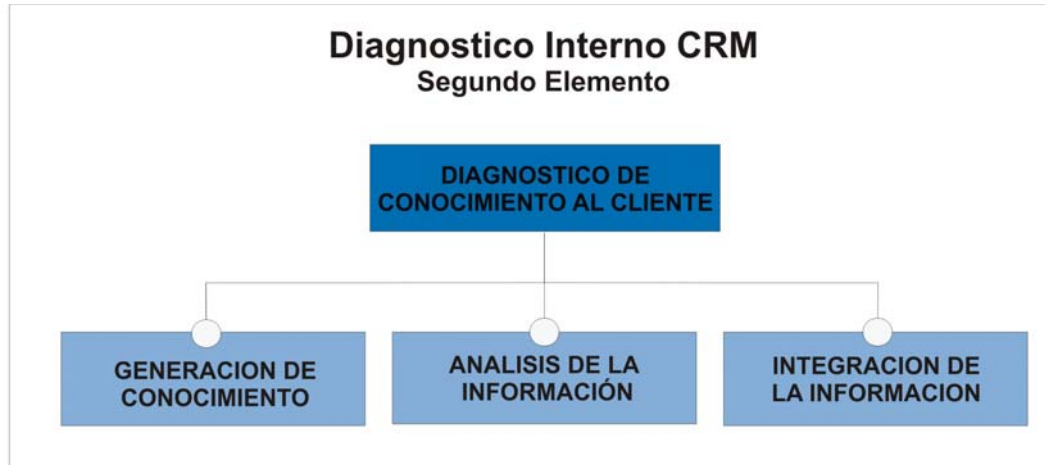 Diagnostico Interno CRM
Segundo Elemento
DIAGNOSTICO DE
CONOCIMIENTO AL CLIENTE
GENERACION DE
CONOCIMIENTO
ANALISIS DE LA
INFORMACIÓN
INTEGRACION DE
LA INFORMACION